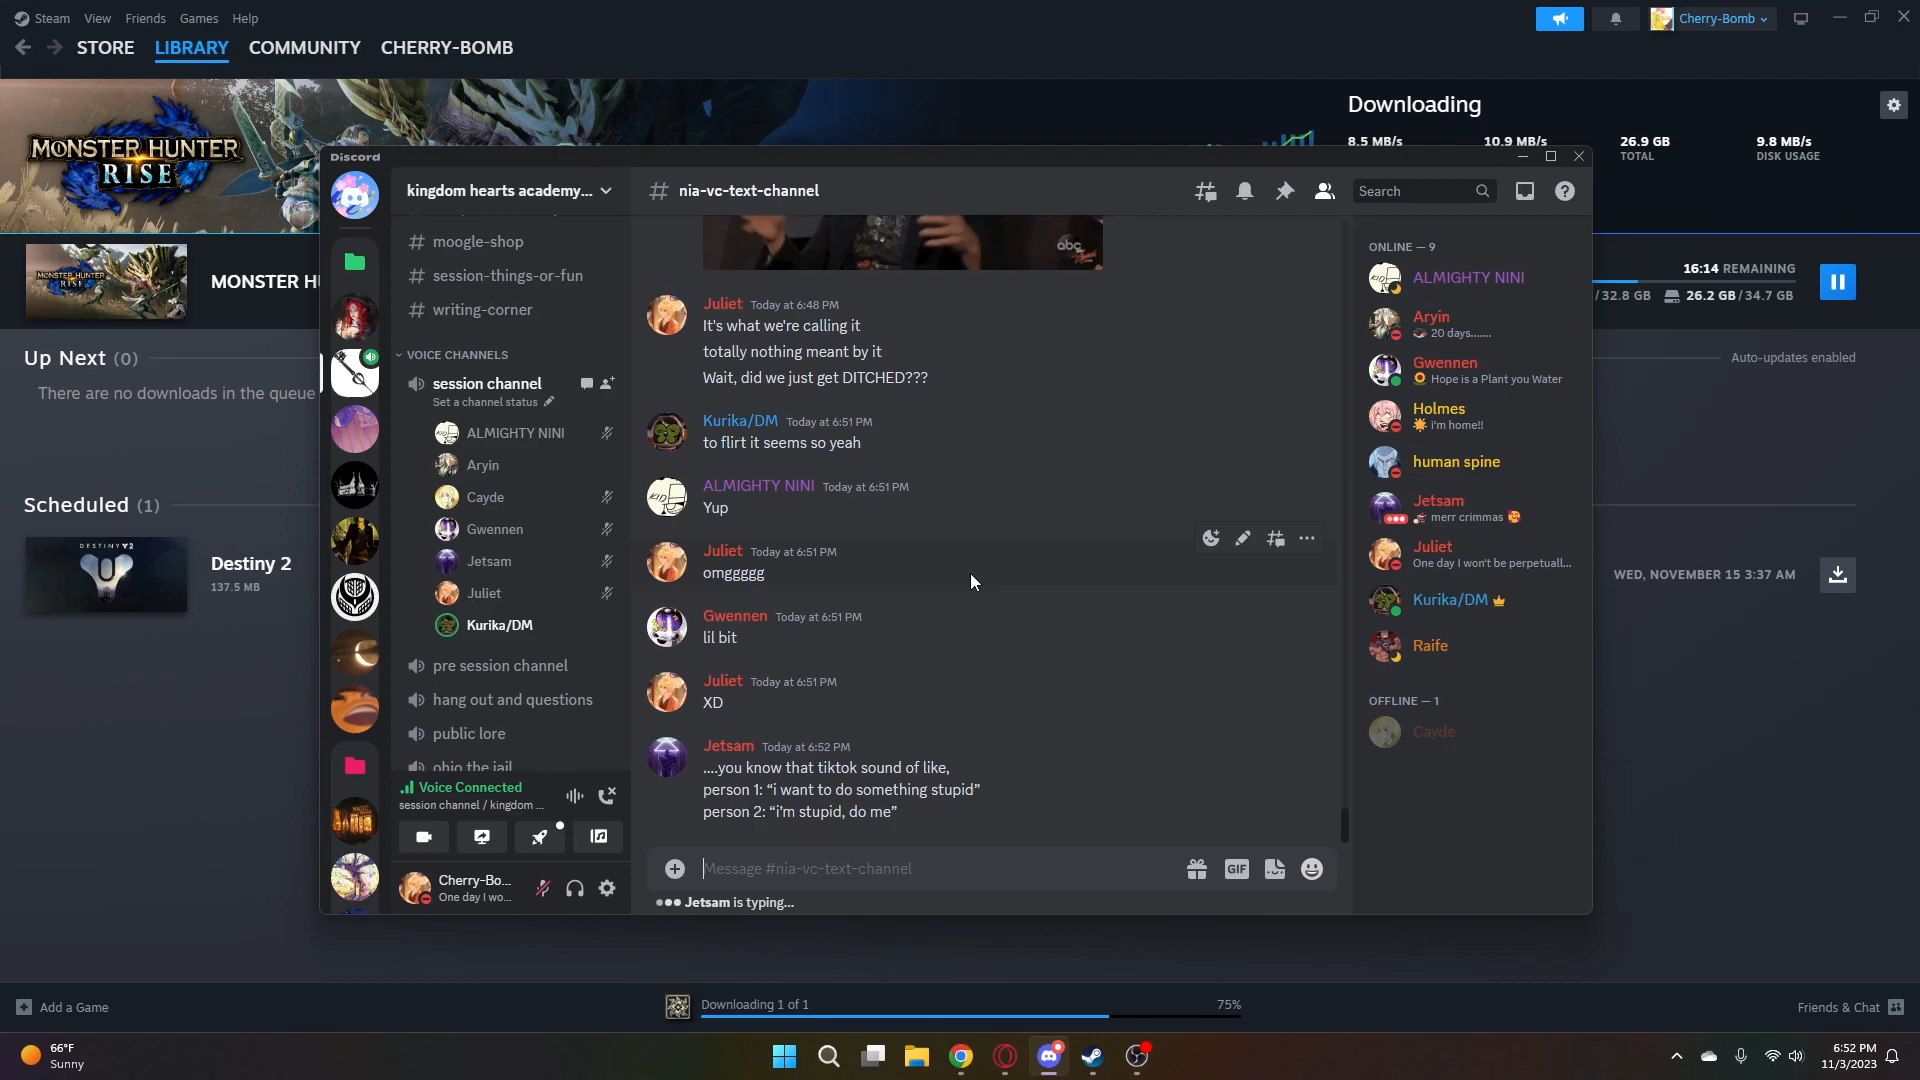 Steam View Friends Games Help
Cherry-Bomb
STORE LIBRARY COMMUNITY CHERRY-BOMB
MONSTER HUNTER
RISE
Downloading
8.5 MB/s 10.9 MB/s 26.9 GB TOTAL 9.8 MB/s DISK USAGE
MONSTER HUNTER
RISE
MONSTER HU
16:14 REMAINING
/ 32.8 GB 26.2 GB / 34.7 GB
Up Next (0)
Auto-updates enabled
There are no downloads in the queue
Scheduled (1)
DESTINY 2
Destiny 2
137.5 MB
WED, NOVEMBER 15 3:37 AM
Discord
kingdom hearts academy...
moogle-shop
session-things-or-fun
writing-corner
VOICE CHANNELS
session channel
Set a channel status
ALMIGHTY NINI
Aryin
Cayde
Gwennen
Jetsam
Juliet
Kurika/DM
pre session channel
hang out and questions
public lore
ohio the jail
Voice Connected
session channel / kingdom ...
Cherry-Bo...
One day I wo...
nia-vc-text-channel
Search
abc
Juliet Today at 6:48 PM
It's what we're calling it
totally nothing meant by it
Wait, did we just get DITCHED???
Kurika/DM Today at 6:51 PM
to flirt it seems so yeah
KID
ALMIGHTY NINI Today at 6:51 PM
Yup
Juliet Today at 6:51 PM
omggggg
Gwennen Today at 6:51 PM
lil bit
Juliet Today at 6:51 PM
XD
Jetsam Today at 6:52 PM
....you know that tiktok sound of like,
person 1: “i want to do something stupid”
person 2: “i'm stupid, do me”
Message #nia-vc-text-channel
GIF
Jetsam is typing...
ONLINE — 9
ALMIGHTY NINI
Aryin
20 days.......
Gwennen
Hope is a Plant you Water
Holmes
i'm home!!
human spine
Jetsam
merr crimmas
Juliet
One day I won't be perpetuall...
Kurika/DM
Raife
OFFLINE — 1
Cayde
Add a Game
Downloading 1 of 1
75%
Friends & Chat
66°F
Sunny
6:52 PM
11/3/2023